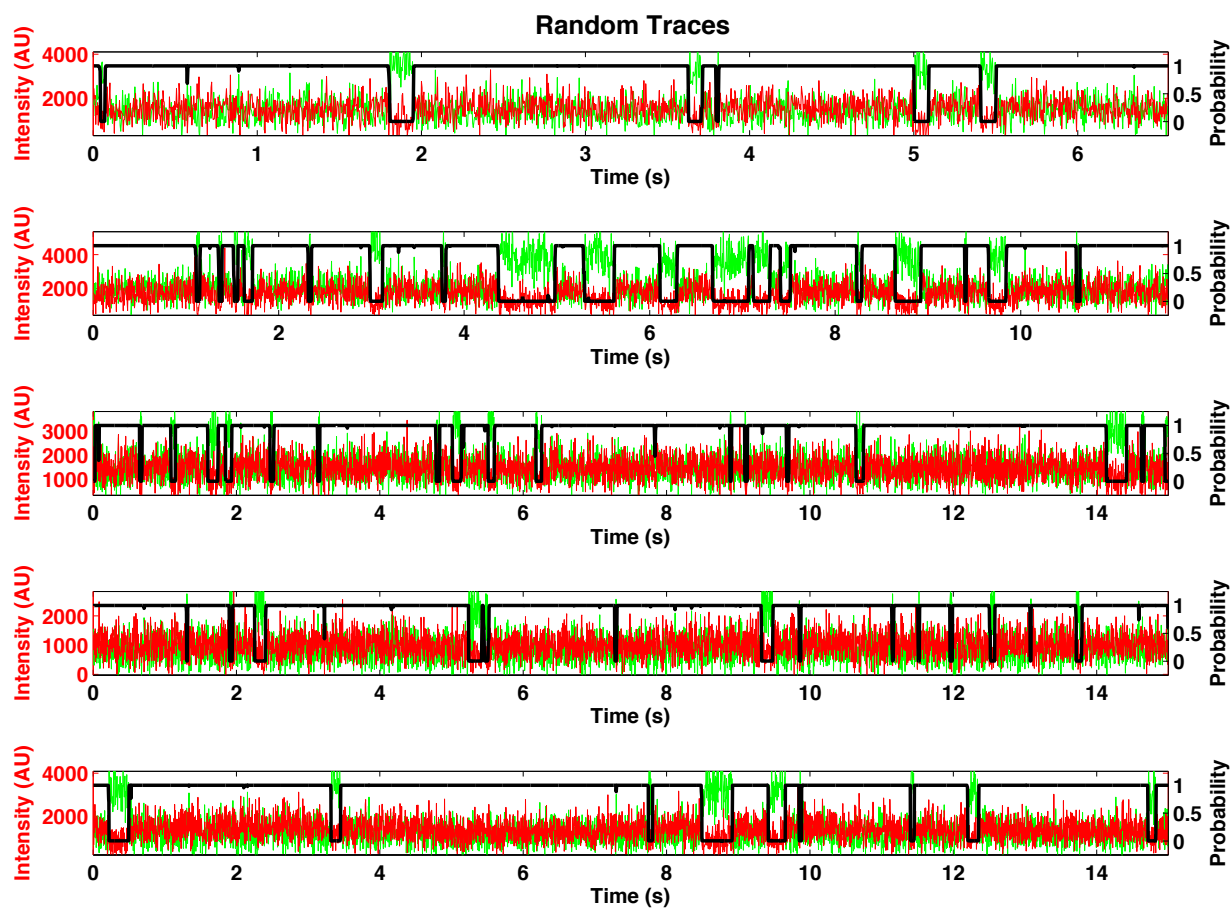 Random Traces
Intensity (AU)
4000
2000
1
0.5
0
Probability
0 1 2 3 4 5 6
Time (s)
Intensity (AU)
4000
2000
1
0.5
0
Probability
0 2 4 6 8 10
Time (s)
Intensity (AU)
3000
2000
1000
1
0.5
0
Probability
0 2 4 6 8 10 12 14
Time (s)
Intensity (AU)
2000
1000
0
1
0.5
0
Probability
0 2 4 6 8 10 12 14
Time (s)
Intensity (AU)
4000
2000
1
0.5
0
Probability
0 2 4 6 8 10 12 14
Time (s)